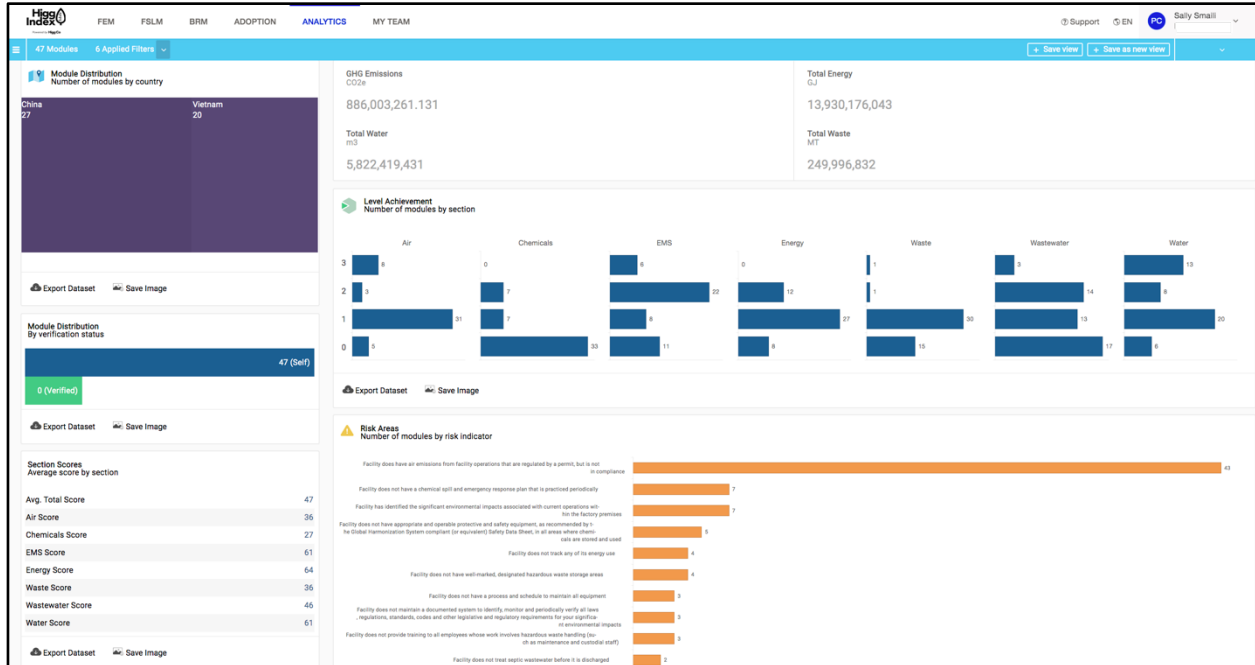 Higg
Index
FEM
FSLM
BRM
ADOPTION
ANALYTICS
MY TEAM
Support
EN
PC
Sally Smalil
47 Modules
6 Applied Filters
+ Save view
+ Save as new view
Module Distribution
Number of modules by country
China
27
Vietnam
20
Export Dataset
Save Image
Module Distribution
By verification status
47 (Self)
0 (Verified)
Export Dataset
Save Image
Section Scores
Average score by section
Avg. Total Score 47
Air Score 36
Chemicals Score 27
EMS Score 61
Energy Score 64
Waste Score 36
Wastewater Score 46
Water Score 61
Export Dataset
Save Image
GHG Emissions
CO2e
886,003,261.131
Total Energy
GJ
13,930,176,043
Total Water
m3
5,822,419,431
Total Waste
MT
249,996,832
Level Achievement
Number of modules by section
Air Chemicals EMS Energy Waste Wastewater Water
3 8 0 6 0 1 3 13
2 3 7 22 12 1 14 8
1 31 7 8 27 30 13 20
0 5 33 11 8 15 17 6
Export Dataset
Save Image
Risk Areas
Number of modules by risk indicator
Facility does have air emissions from facility operations that are regulated by a permit, but is not
in compliance
43
Facility does not have a chemical spill and emergency response plan that is practiced periodically
7
Facility has identified the significant environmental impacts associated with current operations wit-
hin the factory premises
7
Facility does not have appropriate and operable protective and safety equipment, as recommended by t-
he Global Harmonization System compliant (or equivalent) Safety Data Sheet, in all areas where chemi-
cals are stored and used
5
Facility does not track any of its energy use
4
Facility does not have well-marked, designated hazardous waste storage areas
4
Facility does not have a process and schedule to maintain all equipment
3
Facility does not maintain a documented system to identify, monitor and periodically verify all laws
, regulations, standards, codes and other legislative and regulatory requirements for your significa-
nt environmental impacts
3
Facility does not provide training to all employees whose work involves hazardous waste handling (su-
ch as maintenance and custodial staff)
3
Facility does not treat septic wastewater before it is discharged
2